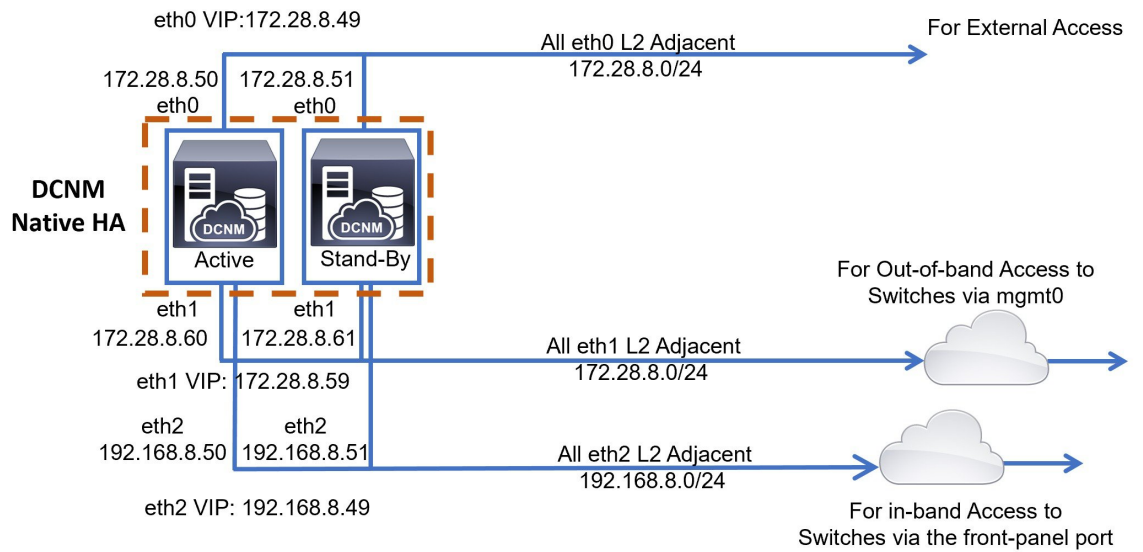 eth0 VIP:172.28.8.49
For External Access
All eth0 L2 Adjacent
172.28.8.0/24
172.28.8.50
172.28.8.51
eth0
eth0
DCNM
Native HA
DCNM
DCNM
Active
Stand-By
For Out-of-band Access to
Switches via mgmt0
eth1
eth1
172.28.8.60
172.28.8.61
All eth1 L2 Adjacent
172.28.8.0/24
eth1 VIP: 172.28.8.59
eth2
eth2
192.168.8.50
192.168.8.51
All eth2 L2 Adjacent
192.168.8.0/24
eth2 VIP: 192.168.8.49
For in-band Access to
Switches via the front-panel port